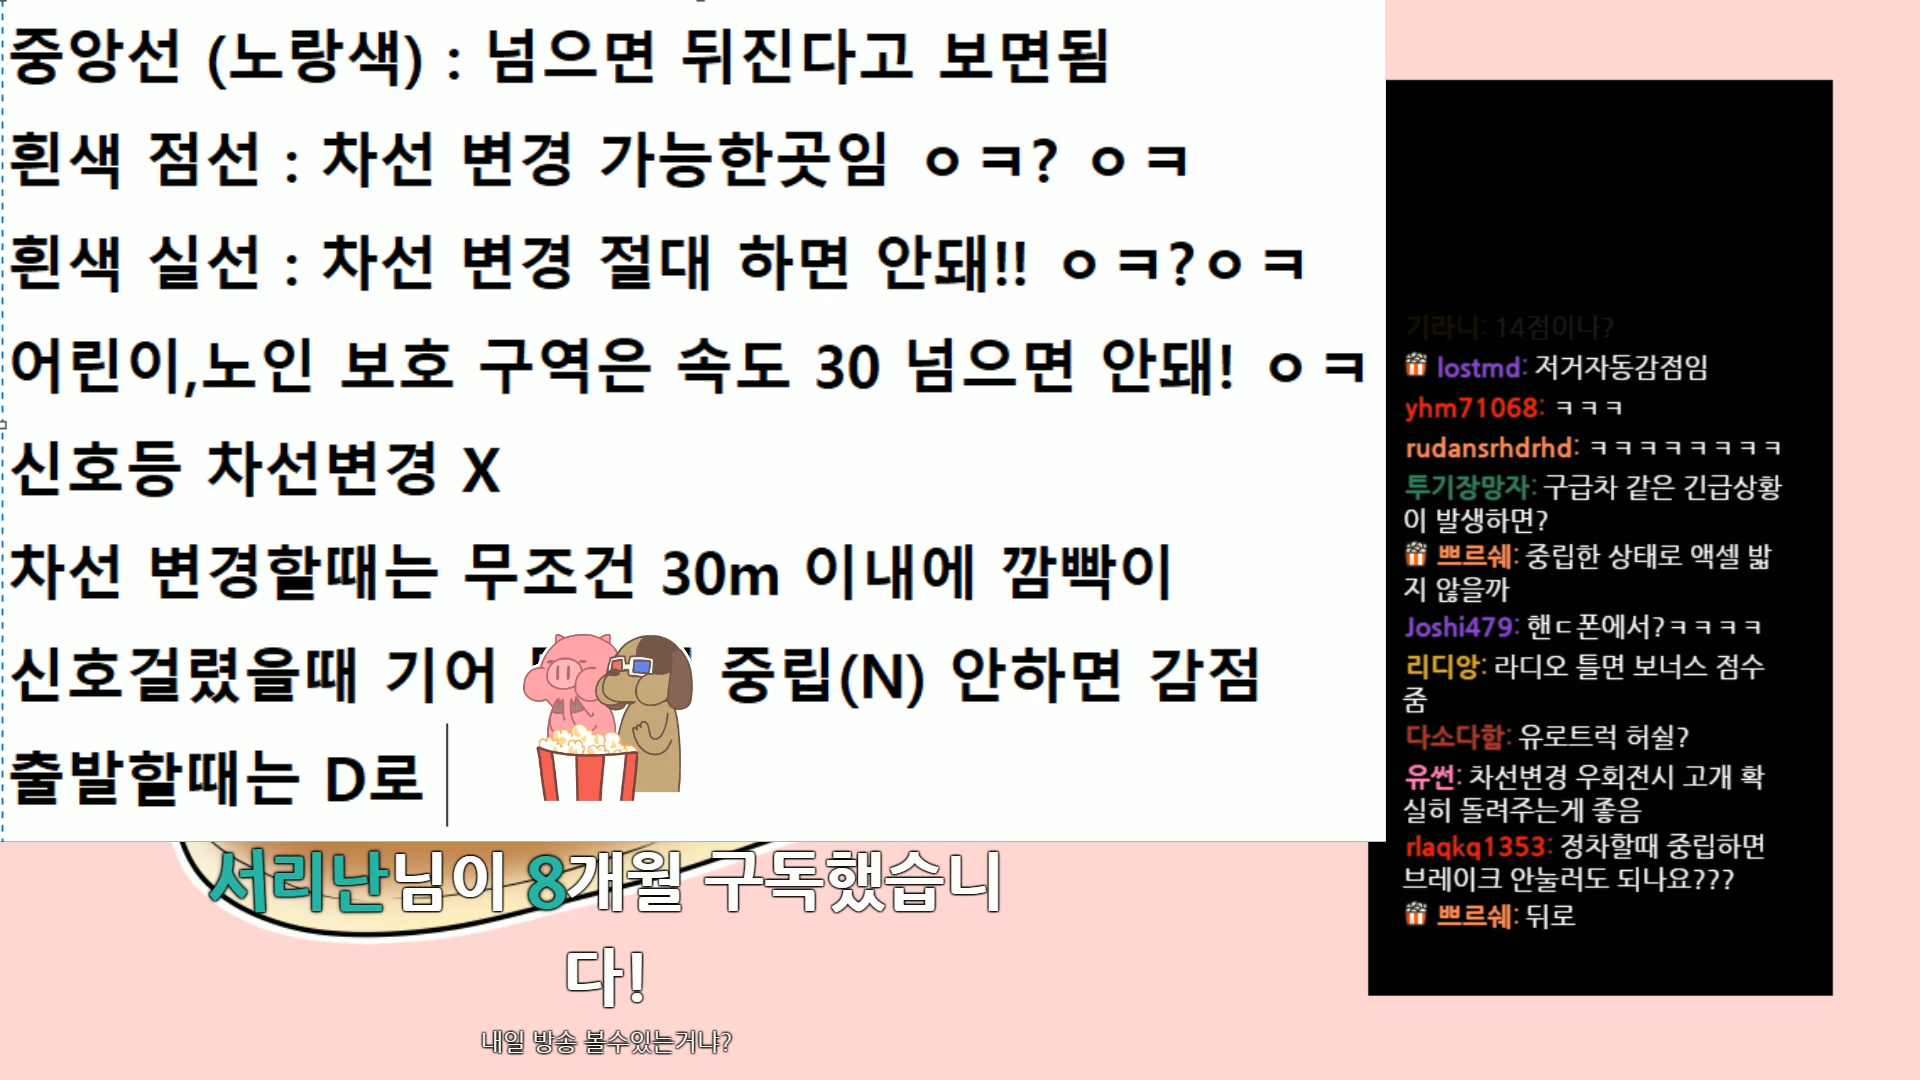 중앙선 (노랑색) : 넘으면 뒤진다고 보면됨
흰색 점선 : 차선 변경 가능한곳임 ㅇㅋ? ㅇㅋ
흰색 실선 : 차선 변경 절대 하면 안돼!! ㅇㅋ?ㅇㅋ
어린이,노인 보호 구역은 속도 30 넘으면 안돼! ㅇㅋ
신호등 차선변경 X
차선 변경할때는 무조건 30m 이내에 깜빡이
신호걸렸을때 기어 중립(N) 안하면 감점
출발할때는 D로
서리난님이 8개월 구독했습니
다!
내일 방송 볼수있는거냐?
기라니: 14점이나?
lostmd: 저거자동감점임
yhm71068: ㅋㅋㅋ
rudansrhdrhd: ㅋㅋㅋㅋㅋㅋㅋㅋ
투기장망자: 구급차 같은 긴급상황
이 발생하면?
쁘르쉐: 중립한 상태로 액셀 밟
지 않을까
Joshi479: 핸ㄷ폰에서?ㅋㅋㅋㅋ
리디앙: 라디오 틀면 보너스 점수
줌
다소다함: 유로트럭 허쉴?
유썬: 차선변경 우회전시 고개 확
실히 돌려주는게 좋음
rlaqkq1353: 정차할때 중립하면
브레이크 안눌러도 되나요???
쁘르쉐: 뒤로